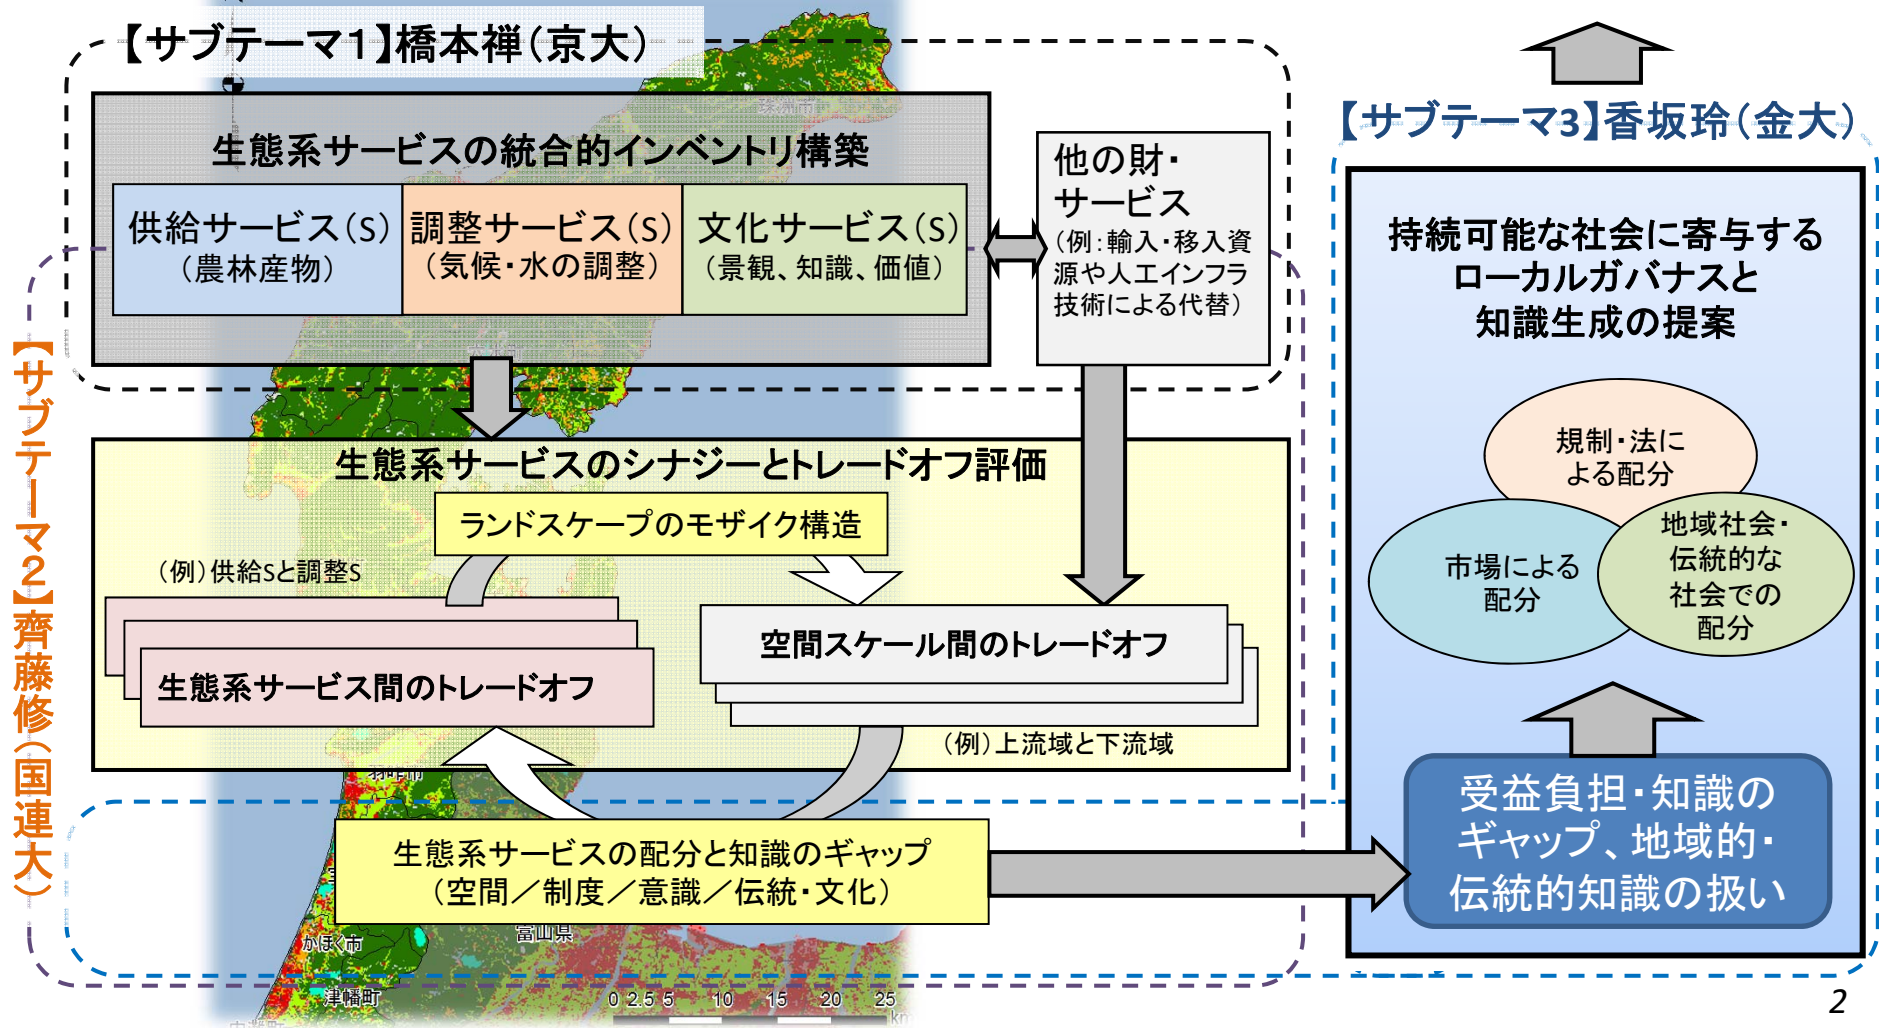 【サブテーマ１】橋本禅（京大）
生態系サービスの統合的インベントリ構築
供給サービス（S）
（農林産物）
調整サービス（S）
（気候・水の調整）
文化サービス（S）
（景観、知識、価値）
他の財・
サービス
（例：輸入・移入資
源や人工インフラ
技術による代替）
【サブテーマ２】齊藤修（国連大）
生態系サービスのシナジーとトレードオフ評価
ランドスケープのモザイク構造
（例）供給Sと調整S
生態系サービス間のトレードオフ
空間スケール間のトレードオフ
（例）上流域と下流域
生態系サービスの配分と知識のギャップ
（空間／制度／意識／伝統・文化）
【サブテーマ3】香坂玲（金大）
持続可能な社会に寄与する
ローカルガバナスと
知識生成の提案
規制・法に
よる配分
市場による
配分
地域社会・
伝統的な
社会での
配分
受益負担・知識の
ギャップ、地域的・
伝統的知識の扱い
珠洲市
羽咋市
かほく市
富山県
津幡町
0 2.5 5 10 15 20 25
km
2